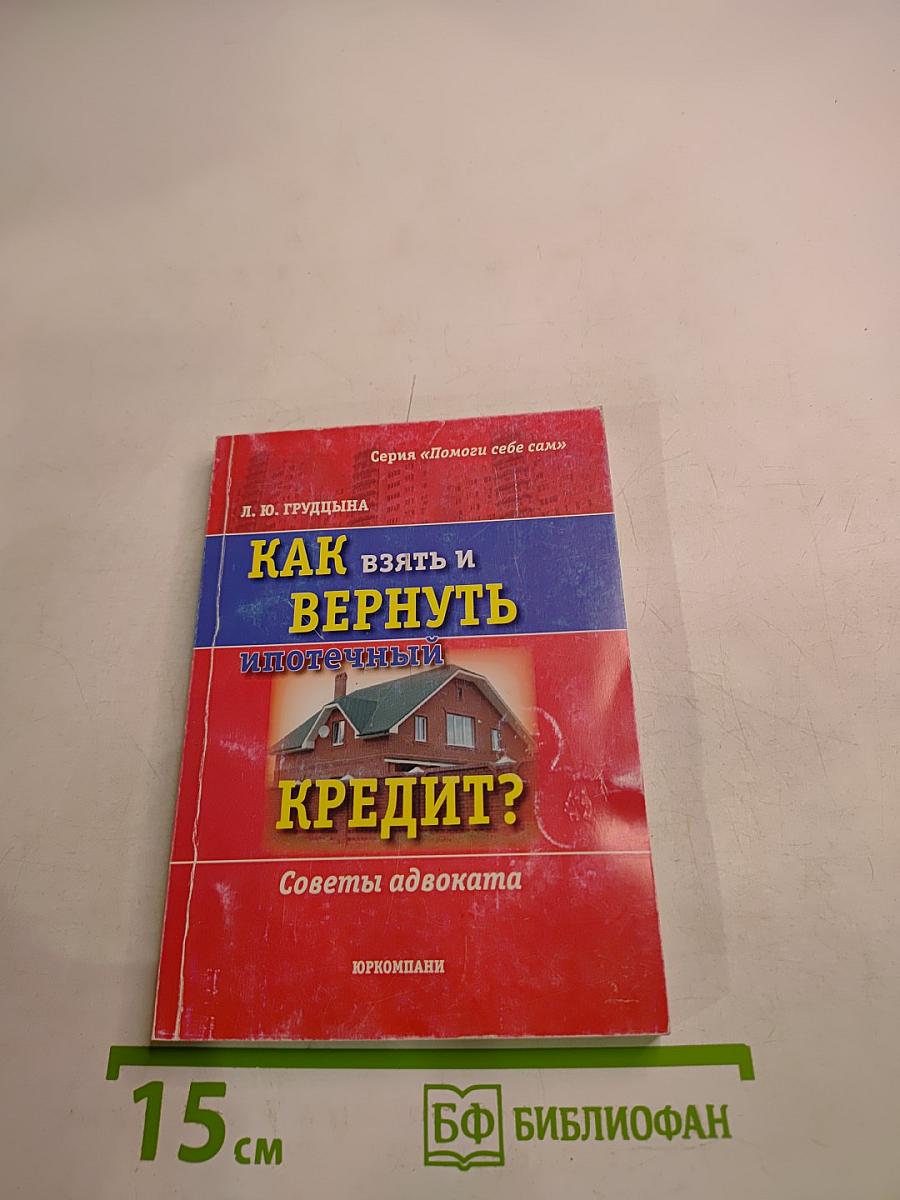 Серия «Помоги себе сам»
Л. Ю. ГРУДЦЫНА
КАК взять и
ВЕРНУТЬ
ипотечный
КРЕДИТ?
Советы адвоката
ЮРКОМПАНИ
15 см
БФ БИБЛИОФАН